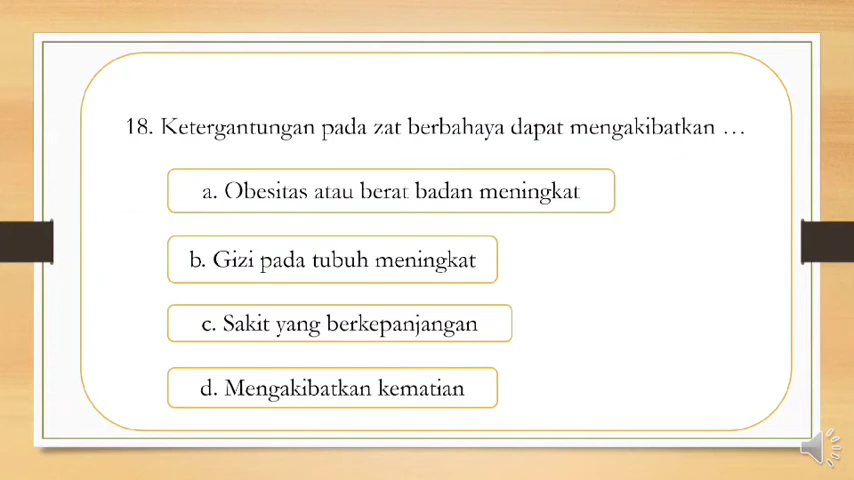 18. Ketergantungan pada zat berbahaya dapat mengakibatkan …
a. Obesitas atau berat badan meningkat
b. Gizi pada tubuh meningkat
c. Sakit yang berkepanjangan
d. Mengakibatkan kematian